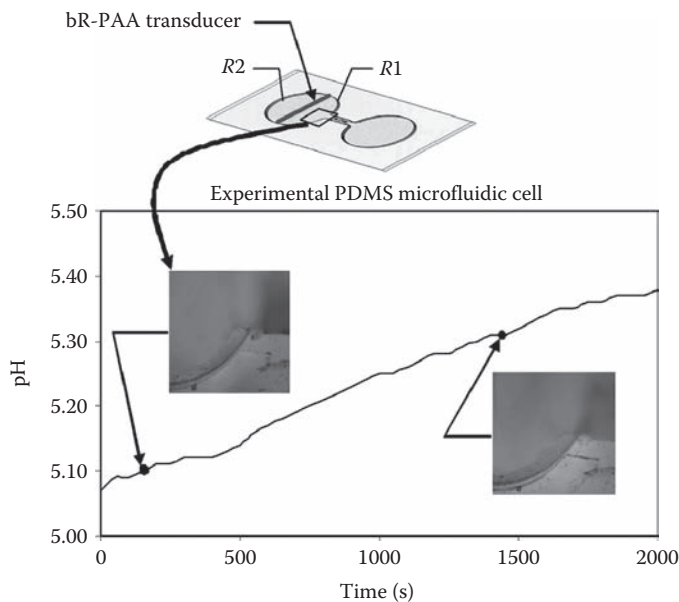 bR-PAA transducer
R2
R1
Experimental PDMS microfluidic cell
5.50
5.40
5.30
5.20
5.10
5.00
pH
0
500
1000
1500
2000
Time (s)